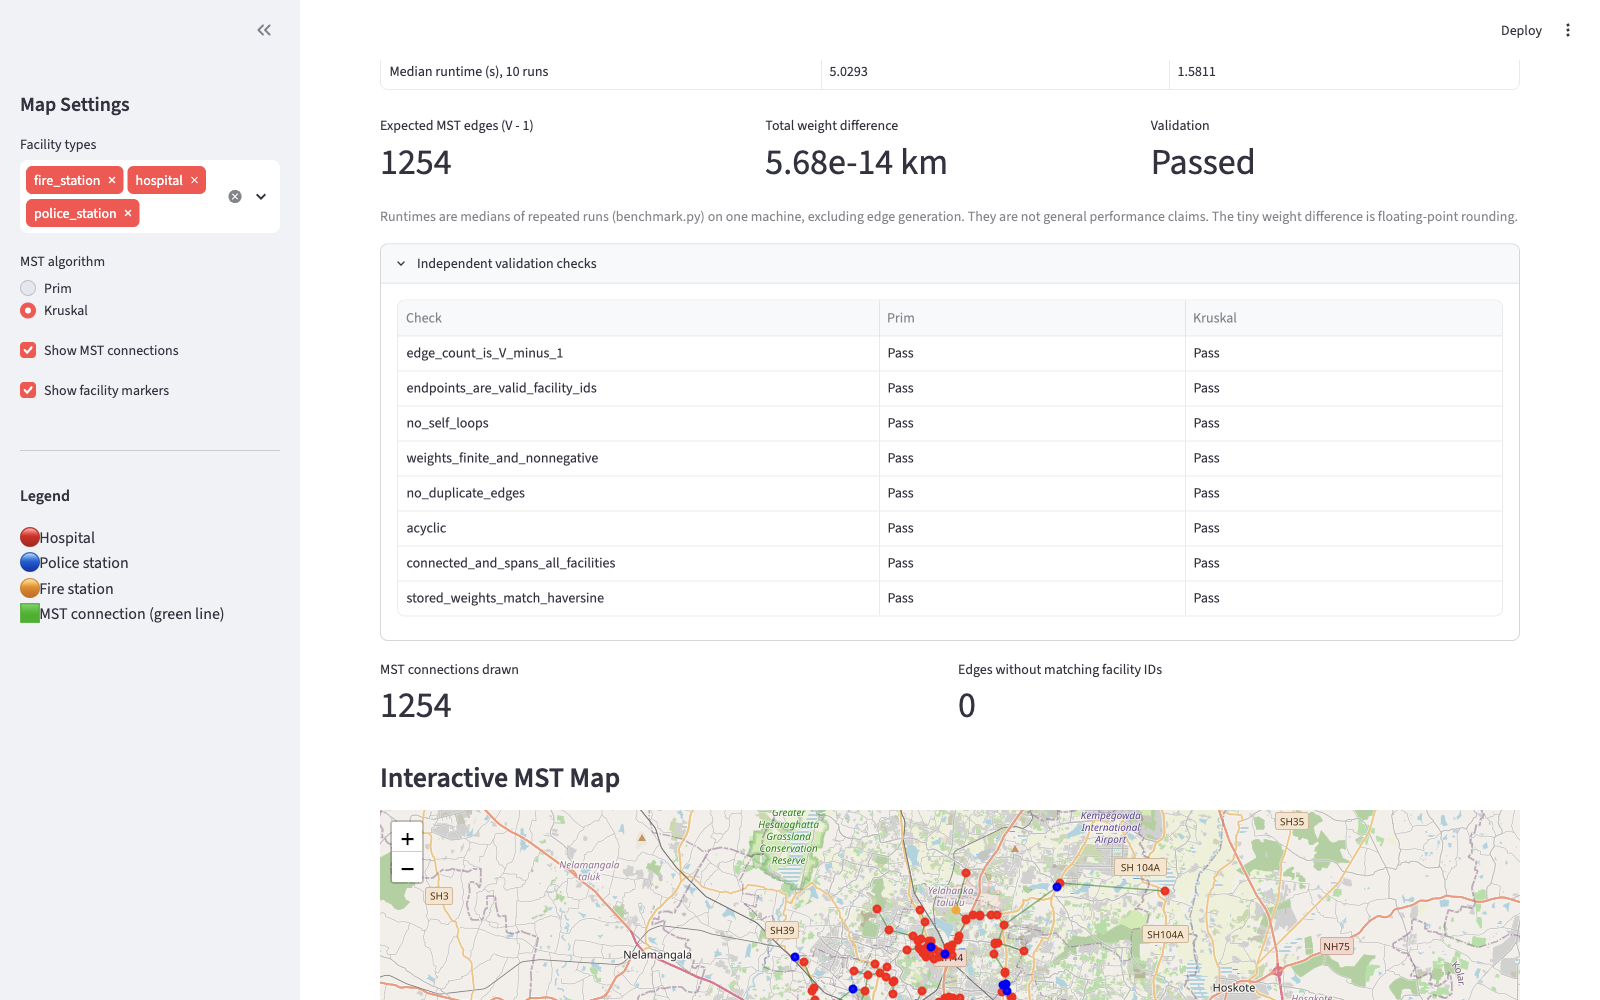 Deploy
Map Settings
Facility types
fire_station × hospital ×
police_station ×
MST algorithm
Prim
Kruskal
Show MST connections
Show facility markers
Legend
Hospital
Police station
Fire station
MST connection (green line)
Median runtime (s), 10 runs 5.0293 1.5811
Expected MST edges (V - 1) Total weight difference Validation
1254 5.68e-14 km Passed
Runtimes are medians of repeated runs (benchmark.py) on one machine, excluding edge generation. They are not general performance claims. The tiny weight difference is floating-point rounding.
Independent validation checks
Check Prim Kruskal
edge_count_is_V_minus_1 Pass Pass
endpoints_are_valid_facility_ids Pass Pass
no_self_loops Pass Pass
weights_finite_and_nonnegative Pass Pass
no_duplicate_edges Pass Pass
acyclic Pass Pass
connected_and_spans_all_facilities Pass Pass
stored_weights_match_haversine Pass Pass
MST connections drawn Edges without matching facility IDs
1254 0
Interactive MST Map
+
−
Greater
Hesaraghatta
Grassland
Conservation
Reserve
Kempegowda
International
Airport
SH35
Nelamangala
taluk
SH 104A
SH3
Yelahanka
taluku
SH39
SH104A
NH75
Nelamangala
44
Kolar
Hoskote
Hosakote